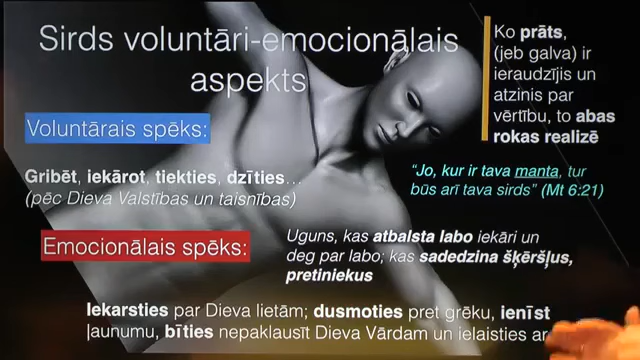 Sirds voluntāri-emocionālais
aspekts
Ko prāts,
(jeb galva) ir
ieraudzījis un
atzinis par
vērtību, to abas
rokas realizē
Voluntārais spēks:
Gribēt, iekārot, tiekties, dzīties...
(pēc Dieva Valstības un taisnības)
“Jo, kur ir tava manta, tur
būs arī tava sirds” (Mt 6:21)
Emocionālais spēks:
Uguns, kas atbalsta labo iekāri un
deg par labo; kas sadedzina šķēršļus,
pretiniekus
Iekarsties par Dieva lietām; dusmoties pret grēku, ienīst
ļaunumu, bīties nepaklausīt Dieva Vārdam un ielaisties ar